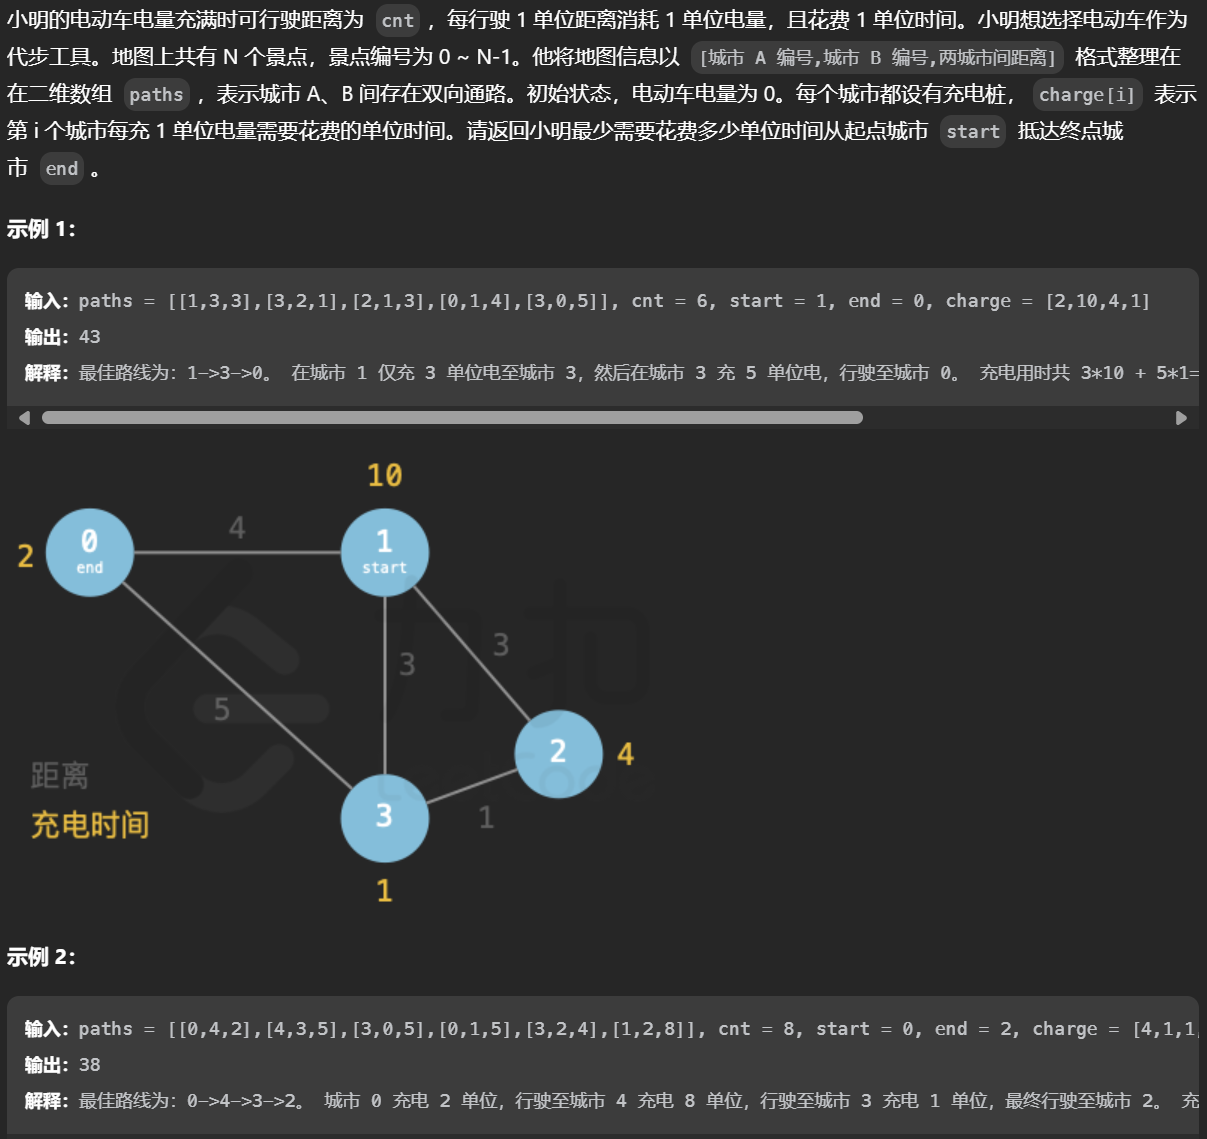 小明的电动车电量充满时可行驶距离为 cnt ，每行驶 1 单位距离消耗 1 单位电量，且花费 1 单位时间。小明想选择电动车作为
代步工具。地图上共有 N 个景点，景点编号为 0 ~ N-1。他将地图信息以 [城市 A 编号,城市 B 编号,两城市间距离] 格式整理在
在二维数组 paths ，表示城市 A、B 间存在双向通路。初始状态，电动车电量为 0。每个城市都设有充电桩， charge[i] 表示
第 i 个城市每充 1 单位电量需要花费的单位时间。请返回小明最少需要花费多少单位时间从起点城市 start 抵达终点城
市 end 。
示例 1：
输入：paths = [[1,3,3],[3,2,1],[2,1,3],[0,1,4],[3,0,5]], cnt = 6, start = 1, end = 0, charge = [2,10,4,1]
输出：43
解释：最佳路线为：1->3->0。 在城市 1 仅充 3 单位电至城市 3，然后在城市 3 充 5 单位电，行驶至城市 0。 充电用时共 3*10 + 5*1=
10
4
0
end
1
start
2
3
3
5
2
4
距离
充电时间
3
1
1
力扣
LeetCode
示例 2：
输入：paths = [[0,4,2],[4,3,5],[3,0,5],[0,1,5],[3,2,4],[1,2,8]], cnt = 8, start = 0, end = 2, charge = [4,1,1,
输出：38
解释：最佳路线为：0->4->3->2。 城市 0 充电 2 单位，行驶至城市 4 充电 8 单位，行驶至城市 3 充电 1 单位，最终行驶至城市 2。 充